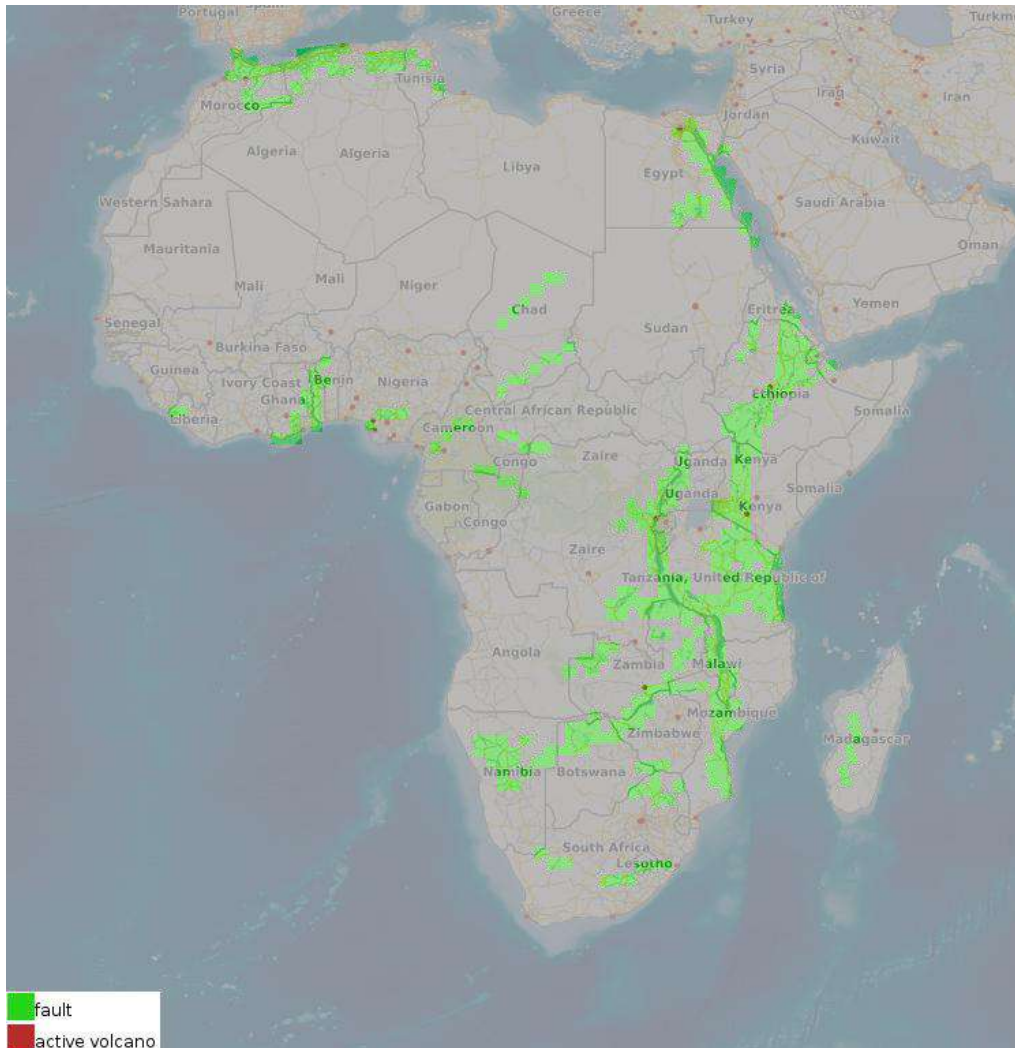 Portugal
Spain
Greece
Turkey
Turkm
Syria
Iraq
Iran
Tunisia
Morocco
Jordan
Kuwait
Algeria
Algeria
Libya
Egypt
Western Sahara
Saudi Arabia
Mauritania
Oman
Mali
Mali
Niger
Chad
Eritrea
Yemen
Senegal
Sudan
Burkina Faso
Guinea
Ivory Coast
Benin
Nigeria
Ethiopia
Ghana
Liberia
Central African Republic
Somalia
Cameroon
Congo
Zaire
Uganda
Kenya
Somalia
Uganda
Gabon
Kenya
Congo
Zaire
Tanzania, United Republic of
Angola
Zambia
Malawi
Mozambique
Zimbabwe
Madagascar
Namibia
Botswana
South Africa
Lesotho
fault
active volcano